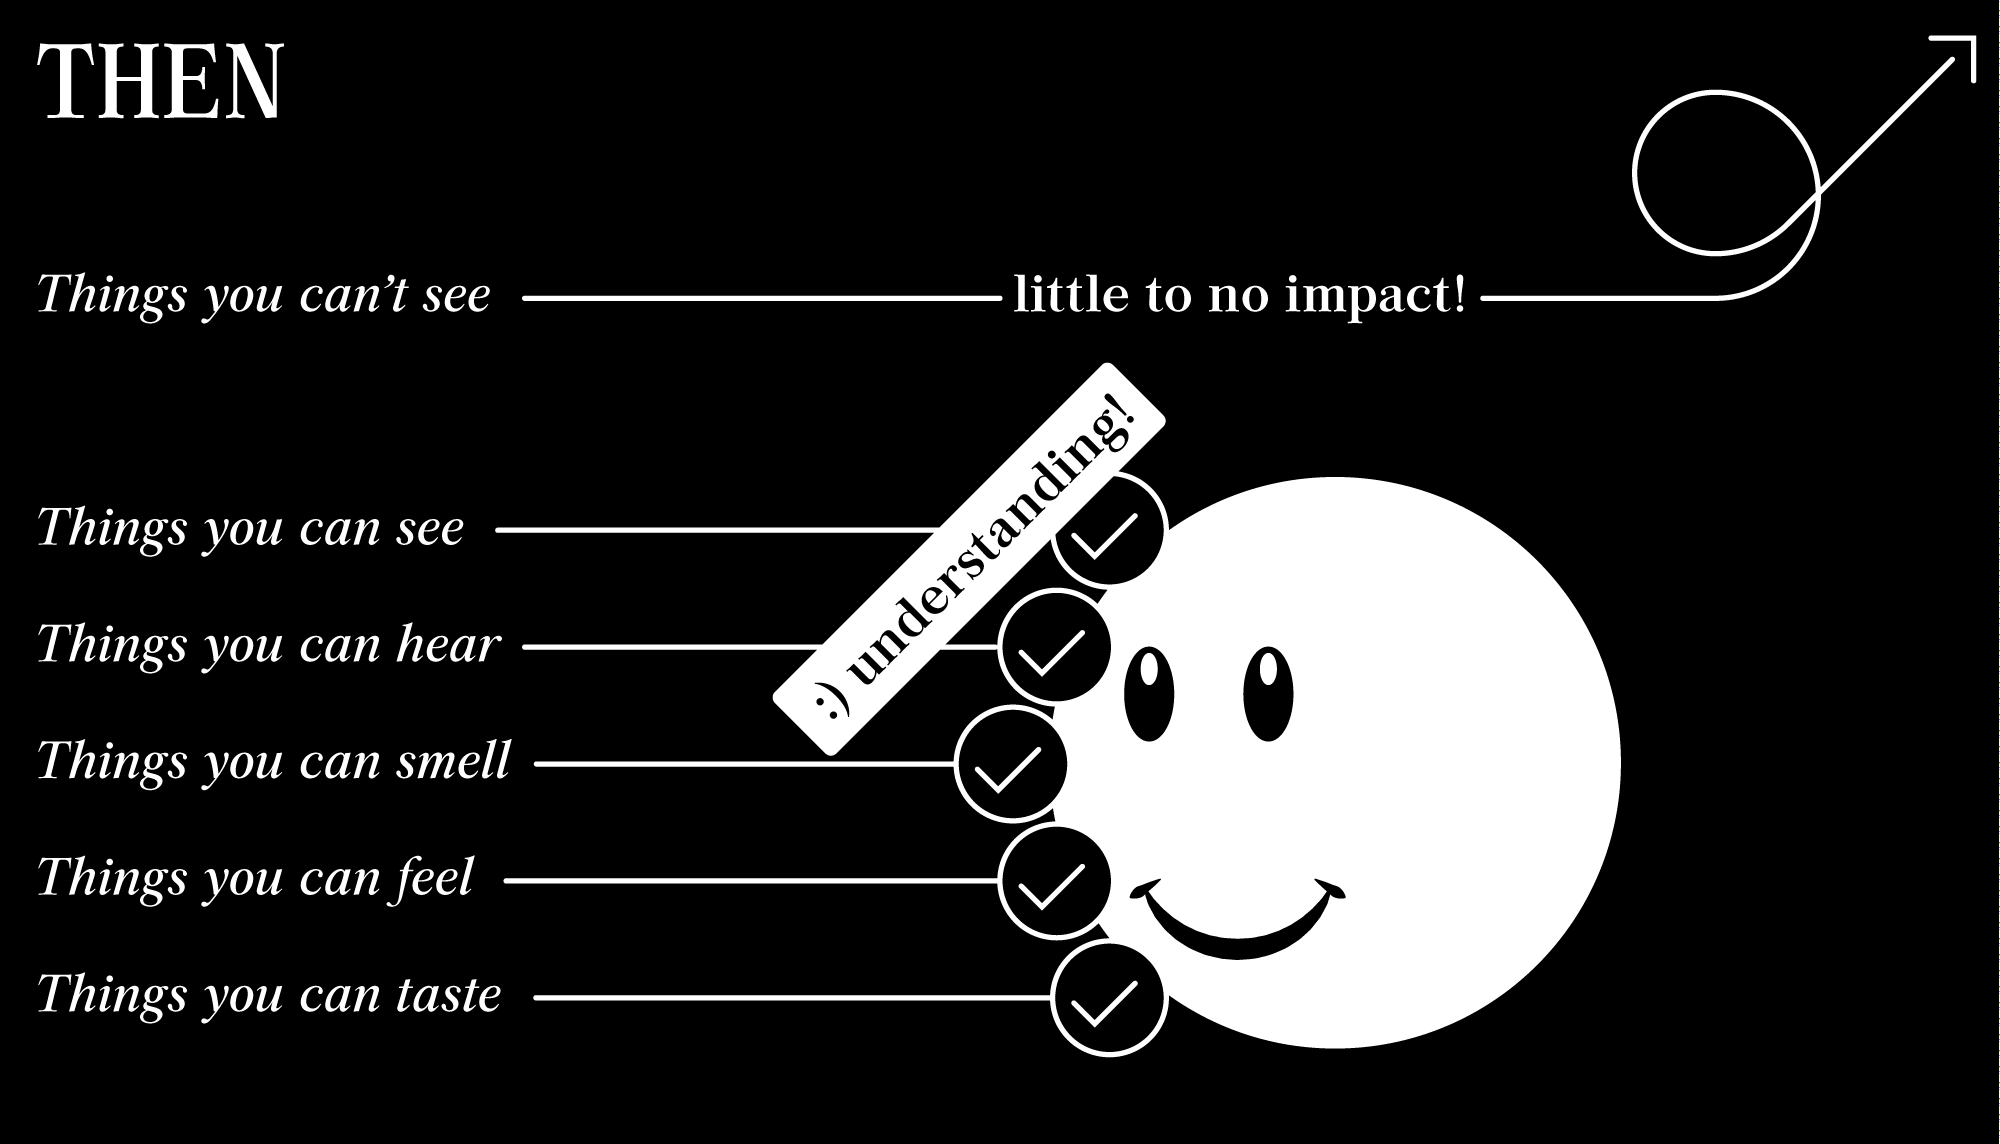 THEN
Things you can’t see
little to no impact!
:) understanding!
Things you can see
Things you can hear
Things you can smell
Things you can feel
Things you can taste